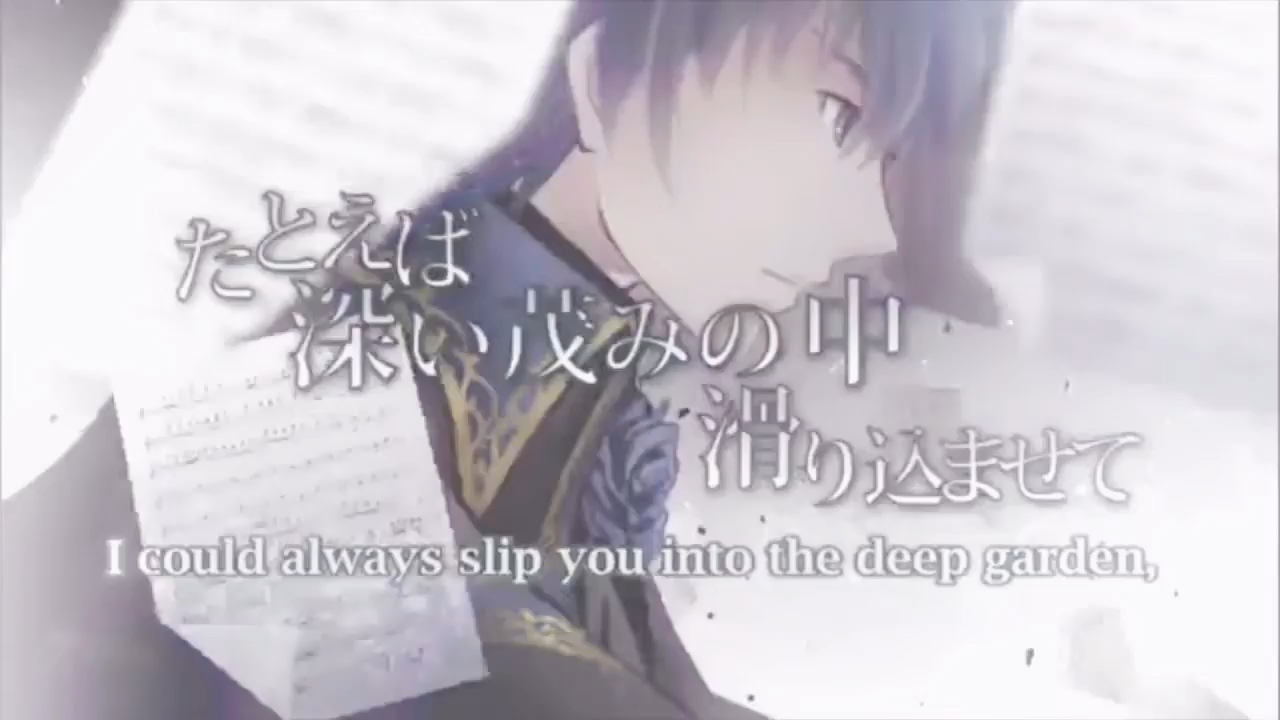 たとえば
深い茂みの中
滑り込ませて
I could always slip you into the deep garden,